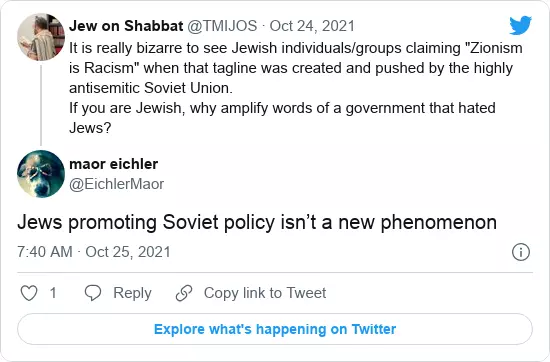 Jew on Shabbat @TMIJOS · Oct 24, 2021
It is really bizarre to see Jewish individuals/groups claiming "Zionism
is Racism" when that tagline was created and pushed by the highly
antisemitic Soviet Union.
If you are Jewish, why amplify words of a government that hated
Jews?
maor eichler
@EichlerMaor
Jews promoting Soviet policy isn’t a new phenomenon
7:40 AM · Oct 25, 2021
1 Reply Copy link to Tweet
Explore what's happening on Twitter